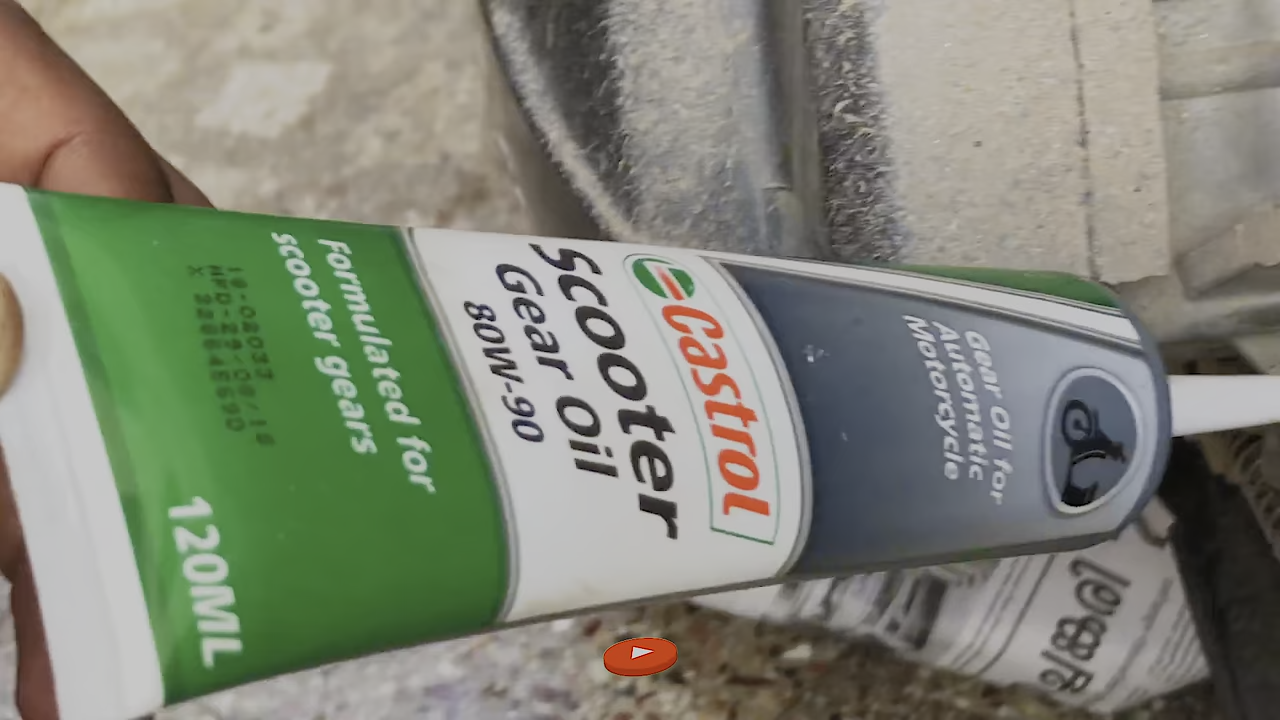 Gear Oil for
Automatic
Motorcycle
Castrol
Scooter
Gear Oil
80W-90
Formulated for
scooter gears
120ML